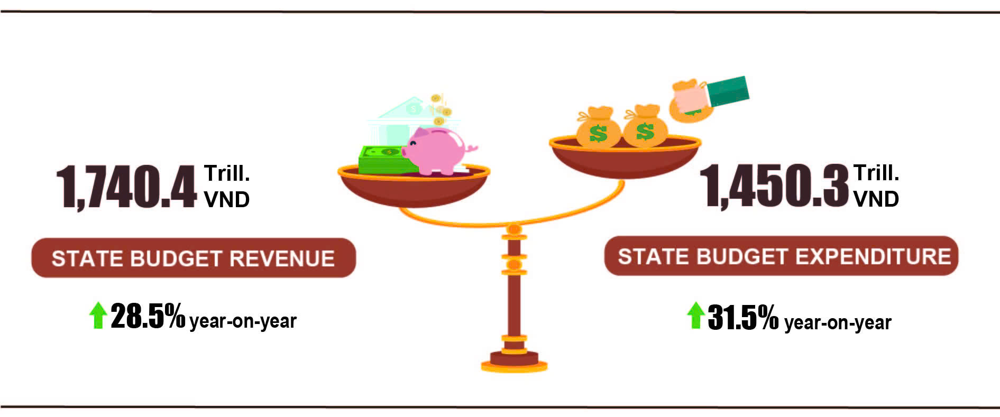 1,740.4 Trill.
VND
STATE BUDGET REVENUE
28.5% year-on-year
$
$
$
$
$
1,450.3 Trill.
VND
STATE BUDGET EXPENDITURE
31.5% year-on-year